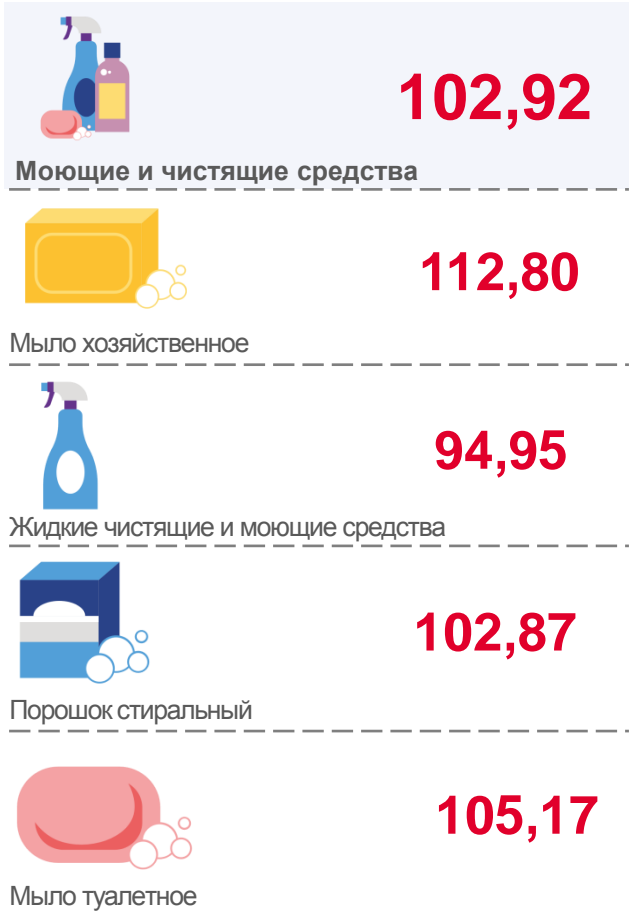 102,92
Моющие и чистящие средства
112,80
Мыло хозяйственное
94,95
Жидкие чистящие и моющие средства
102,87
Порошок стиральный
105,17
Мыло туалетное